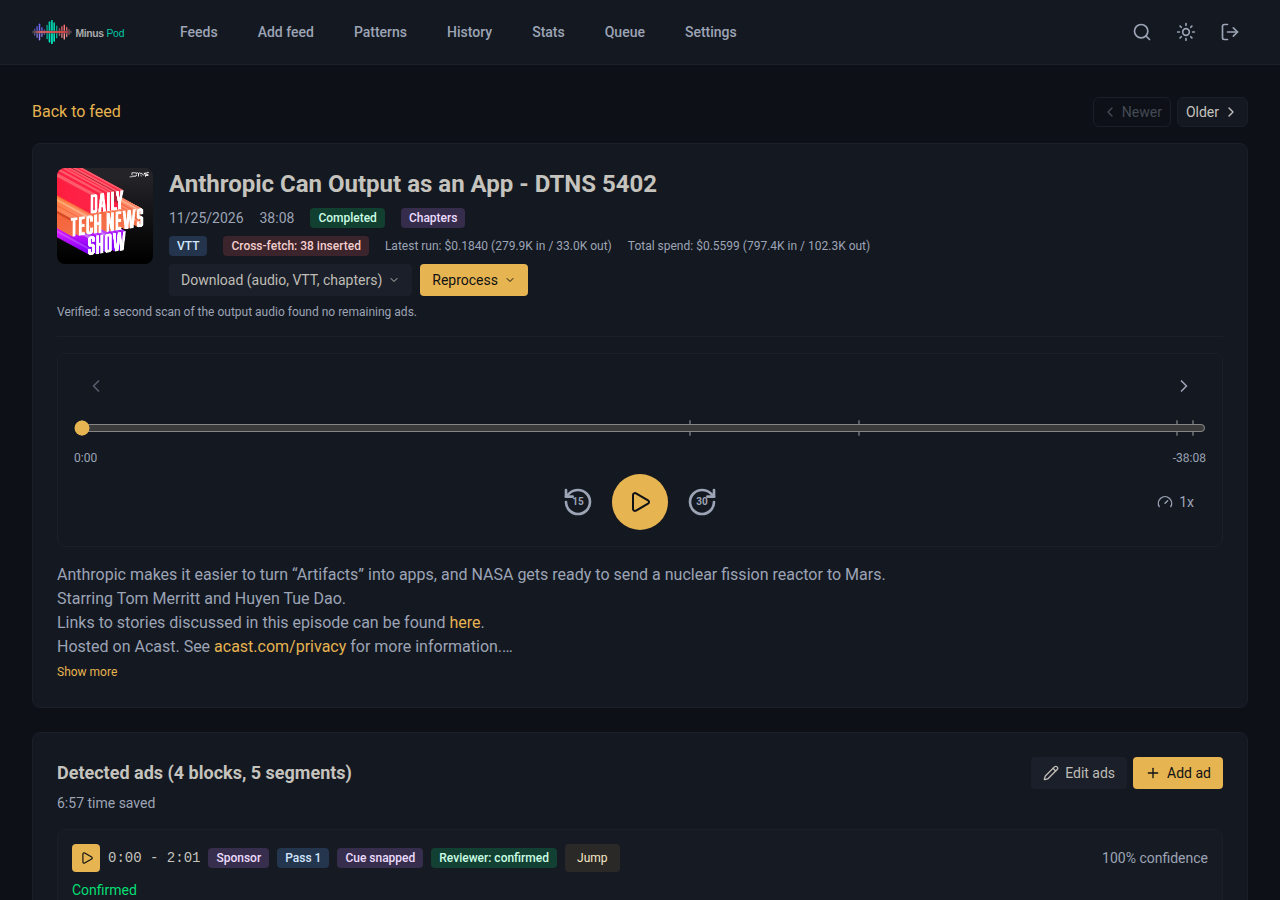 Minus Pod
Feeds
Add feed
Patterns
History
Stats
Queue
Settings
Back to feed
Newer
Older
DTNS
DAILY
TECH NEWS
SHOW
Anthropic Can Output as an App - DTNS 5402
11/25/2026 38:08 Completed Chapters
VTT Cross-fetch: 38 inserted Latest run: $0.1840 (279.9K in / 33.0K out) Total spend: $0.5599 (797.4K in / 102.3K out)
Download (audio, VTT, chapters) Reprocess
Verified: a second scan of the output audio found no remaining ads.
0:00 -38:08
15 30 1x
Anthropic makes it easier to turn “Artifacts” into apps, and NASA gets ready to send a nuclear fission reactor to Mars.
Starring Tom Merritt and Huyen Tue Dao.
Links to stories discussed in this episode can be found here.
Hosted on Acast. See acast.com/privacy for more information.…
Show more
Detected ads (4 blocks, 5 segments)
Edit ads
Add ad
6:57 time saved
0:00 - 2:01 Sponsor Pass 1 Cue snapped Reviewer: confirmed Jump 100% confidence
Confirmed